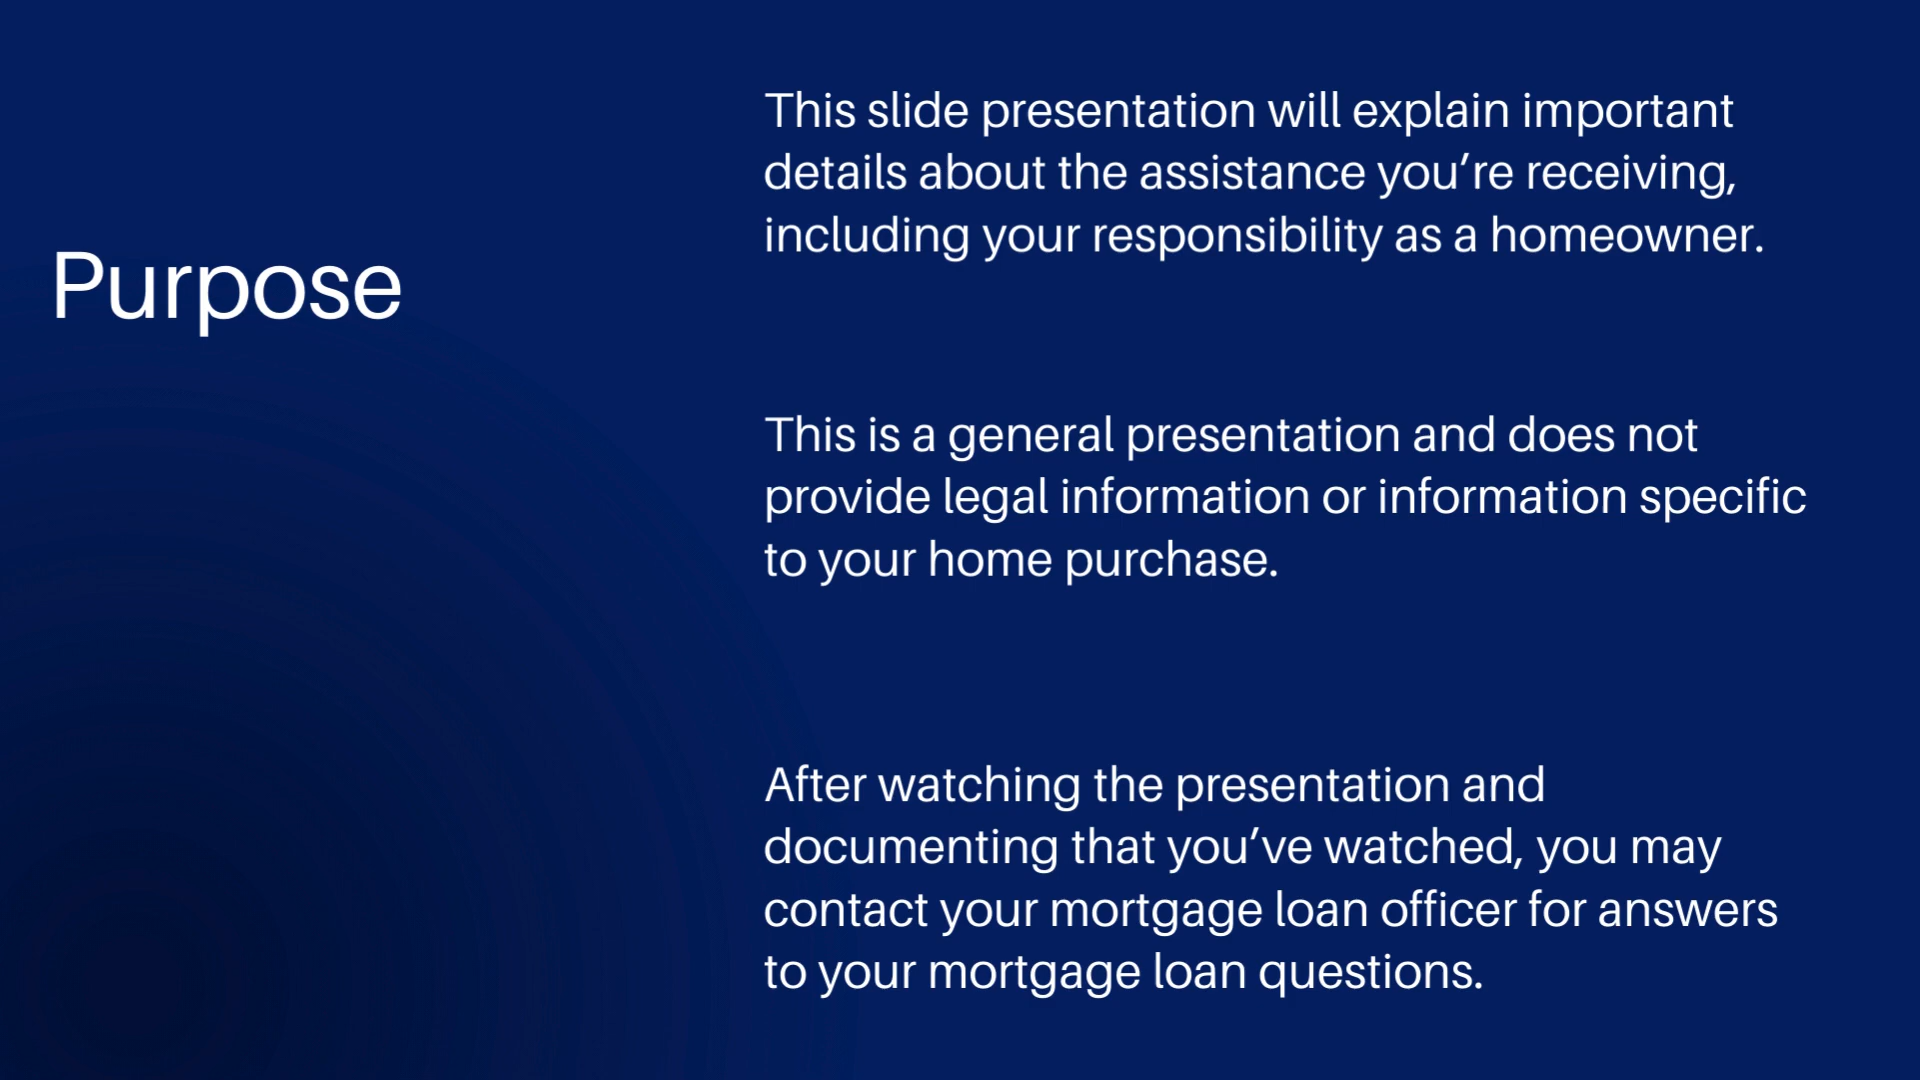 Purpose
This slide presentation will explain important
details about the assistance you’re receiving,
including your responsibility as a homeowner.
This is a general presentation and does not
provide legal information or information specific
to your home purchase.
After watching the presentation and
documenting that you’ve watched, you may
contact your mortgage loan officer for answers
to your mortgage loan questions.